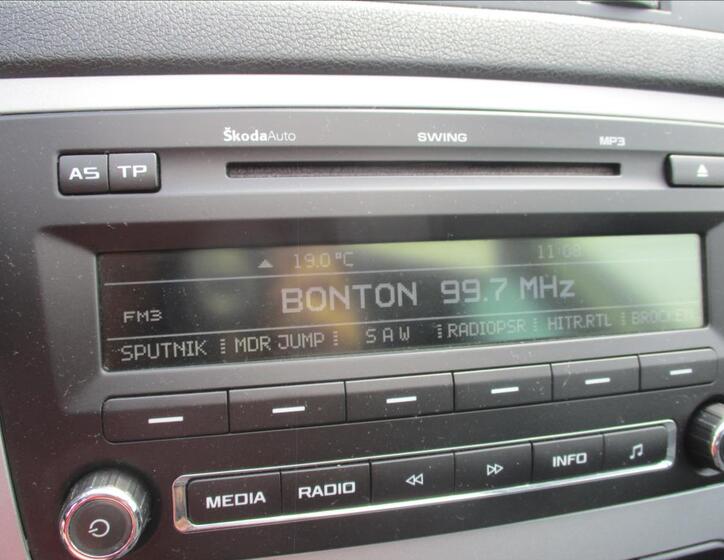 ŠkodaAuto SWING MP3
AS TP
19.0 °C 11:08
BONTON 99.7 MHz
FM3
SPUTNIK MDR JUMP SAW RADIOPSR HITR.RTL BROCKEN
MEDIA RADIO INFO